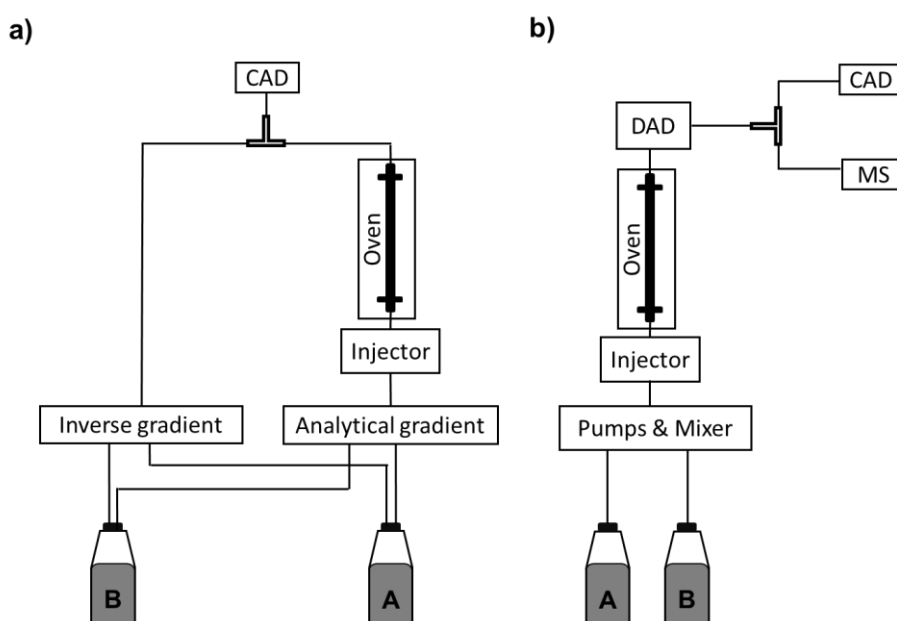 a)
CAD
Oven
Injector
Inverse gradient
Analytical gradient
B
A
b)
CAD
DAD
MS
Oven
Injector
Pumps & Mixer
A
B